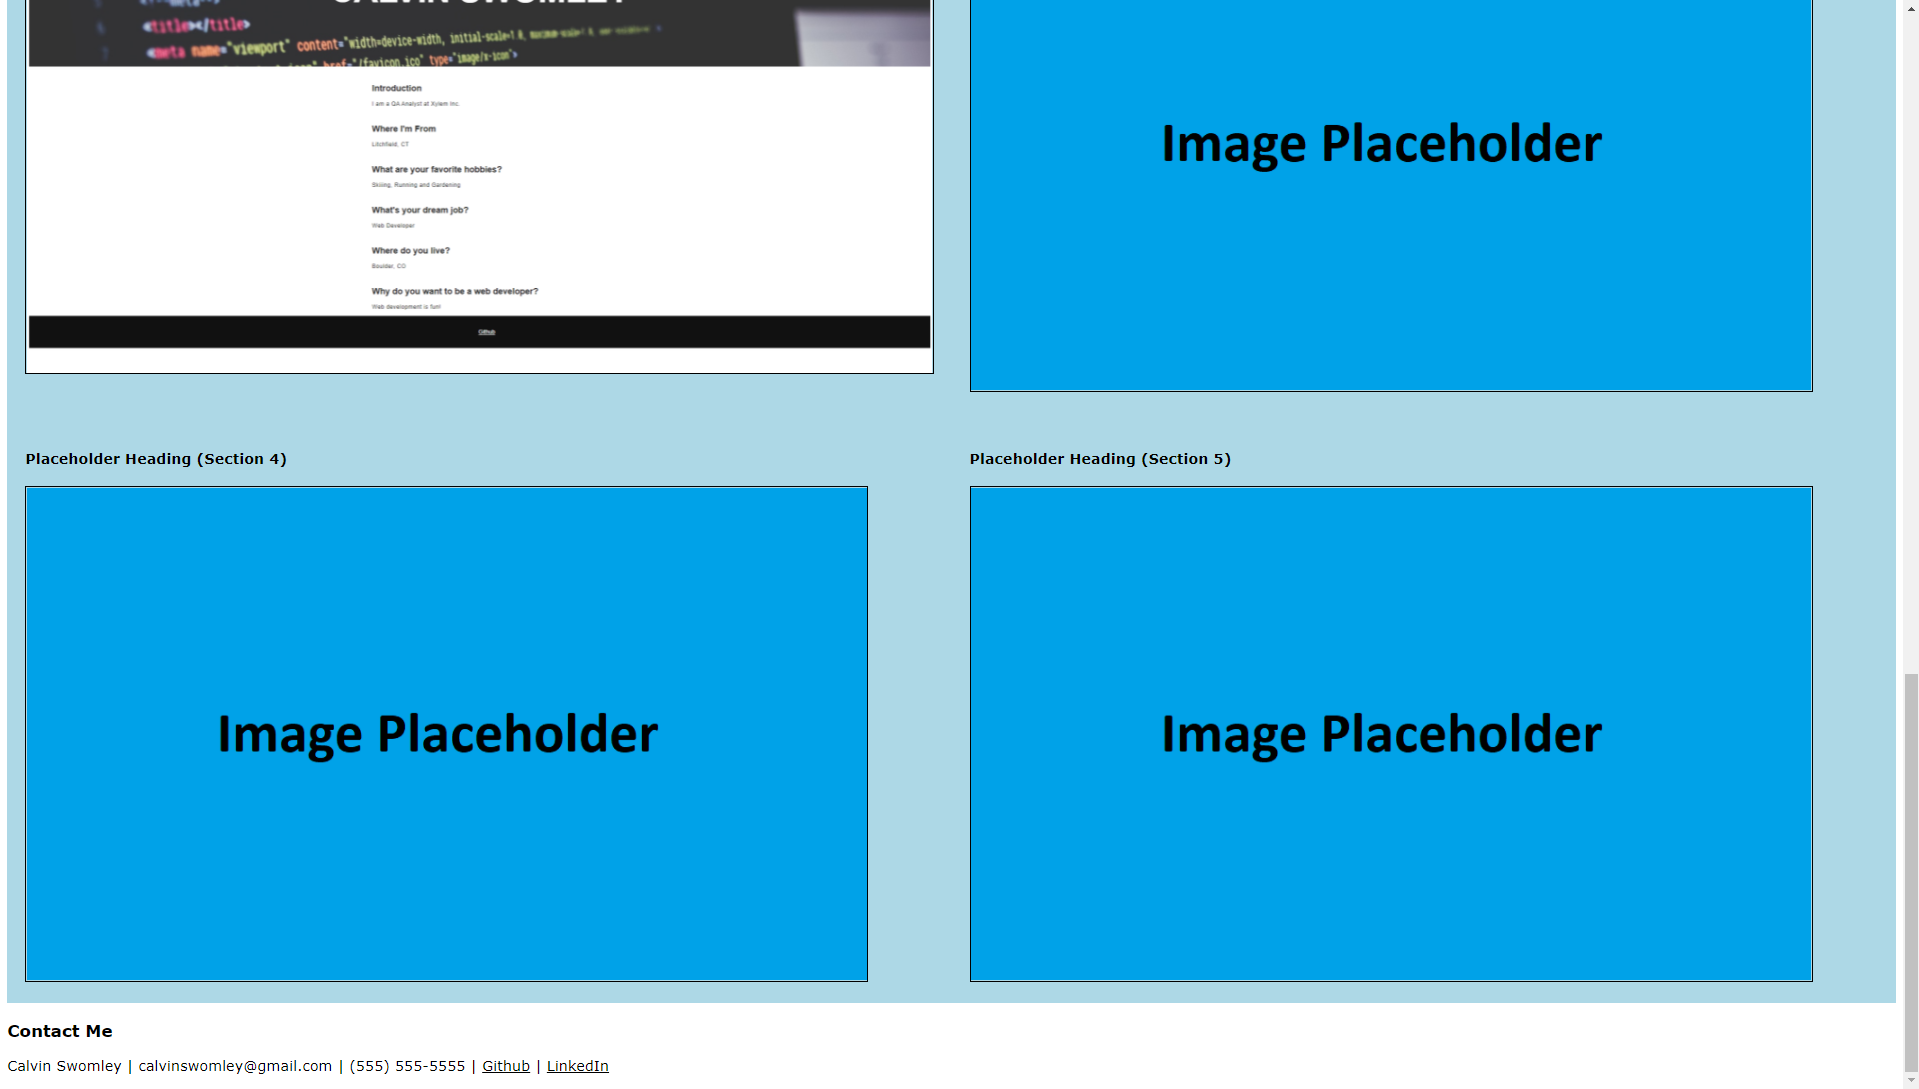 CALVIN SWOMLEY
<title></title>
<meta name="viewport" content="width=device-width, initial-scale=1.0,
href="/favicon.ico" type="image/x-icon">
Introduction
I am a QA Analyst at Xylem Inc.
Where I'm From
Litchfield, CT
What are your favorite hobbies?
Skiing, Running and Gardening
What's your dream job?
Web Developer
Where do you live?
Boulder, CO
Why do you want to be a web developer?
Web development is fun!
Github
Image Placeholder
Placeholder Heading (Section 4)
Placeholder Heading (Section 5)
Image Placeholder
Image Placeholder
Contact Me
Calvin Swomley | calvinswomley@gmail.com | (555) 555-5555 | Github | LinkedIn